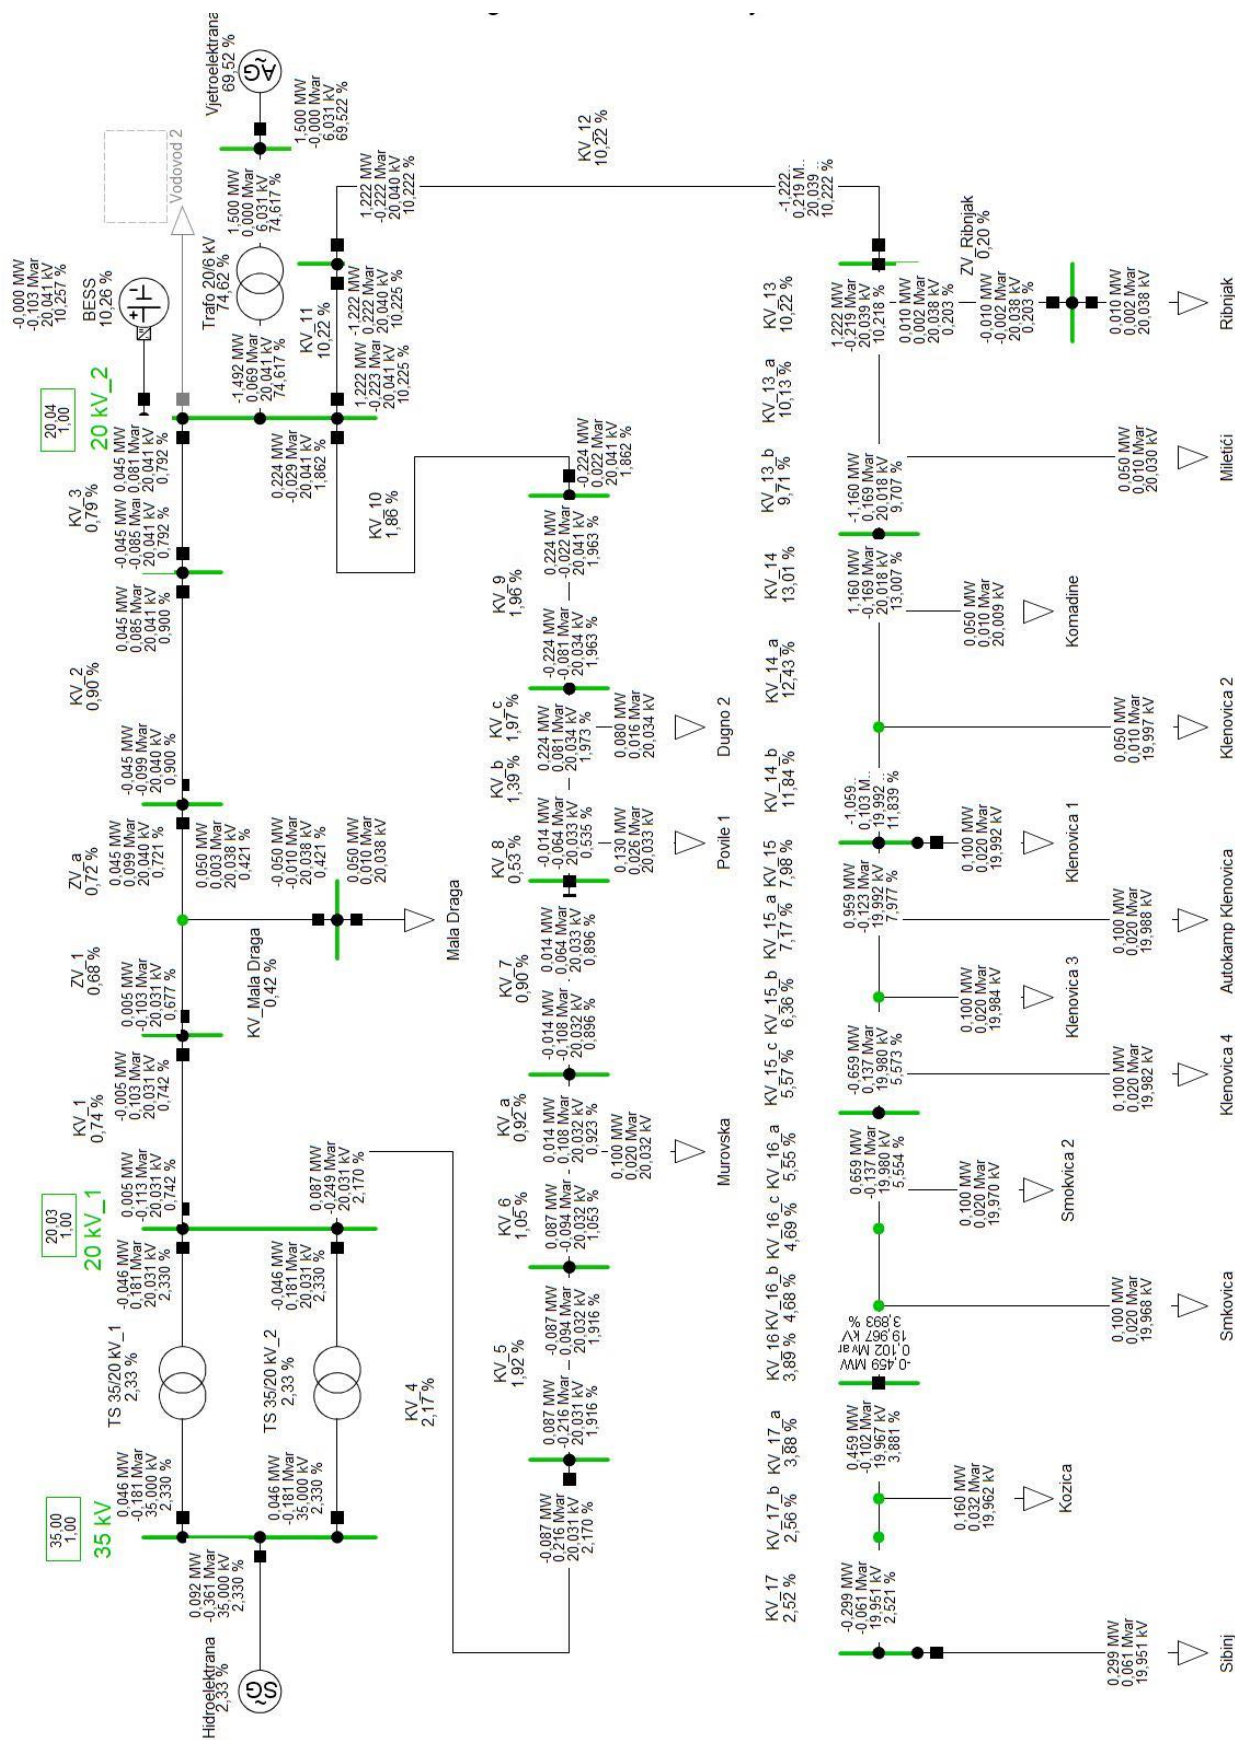 -0,000 MW
-0,103 Mvar
20,041 kV
10,257 %
BESS
10,26 %
Vodovod 2
Vjetroelektrana
69,52 %
AG
~
1,500 MW
-0,000 Mvar
6,031 kV
69,522 %
1,500 MW
0,000 Mvar
6,031 kV
74,617 %
Trafo 20/6 kV
74,62 %
-1,492 MW
0,069 Mvar
20,041 kV
74,617 %
20,04
1,00
20 kV_2
KV_3
0,79 %
0,045 MW
0,081 Mvar
20,041 kV
0,792 %
-0,045 MW
-0,085 Mvar
20,041 kV
0,792 %
0,045 MW
0,085 Mvar
20,041 kV
0,900 %
KV_2
0,90 %
-0,045 MW
-0,099 Mvar
20,040 kV
0,900 %
ZV_a
0,72 %
0,045 MW
0,099 Mvar
20,040 kV
0,721 %
0,050 MW
0,003 Mvar
20,038 kV
0,421 %
-0,050 MW
-0,010 Mvar
20,038 kV
0,421 %
0,050 MW
0,010 Mvar
20,038 kV
Mala Draga
KV_Mala Draga
0,42 %
ZV_1
0,68 %
0,005 MW
-0,103 Mvar
20,031 kV
0,677 %
KV_1
0,74 %
-0,005 MW
0,103 Mvar
20,031 kV
0,742 %
0,005 MW
-0,113 Mvar
20,031 kV
0,742 %
20,03
1,00
20 kV_1
0,087 MW
-0,249 Mvar
20,031 kV
2,170 %
-0,046 MW
0,181 Mvar
20,031 kV
2,330 %
-0,046 MW
0,181 Mvar
20,031 kV
2,330 %
TS 35/20 kV_1
2,33 %
TS 35/20 kV_2
2,33 %
0,046 MW
-0,181 Mvar
35,000 kV
2,330 %
0,046 MW
-0,181 Mvar
35,000 kV
2,330 %
35,00
1,00
35 kV
0,092 MW
-0,361 Mvar
35,000 kV
2,330 %
Hidroelektrana
2,33 %
SG
~
KV_4
2,17 %
1,222 MW
-0,222 Mvar
20,040 kV
10,222 %
KV_11
10,22 %
-1,222 MW
0,222 Mvar
20,040 kV
10,225 %
1,222 MW
-0,223 Mvar
20,041 kV
10,225 %
0,224 MW
-0,029 Mvar
20,041 kV
1,862 %
KV_10
1,86 %
-0,224 MW
0,022 Mvar
20,041 kV
1,862 %
0,224 MW
-0,022 Mvar
20,041 kV
1,963 %
KV_9
1,96 %
-0,224 MW
-0,081 Mvar
20,034 kV
1,963 %
KV_c
1,97 %
0,224 MW
0,081 Mvar
20,034 kV
1,973 %
0,080 MW
0,016 Mvar
20,034 kV
Dugno 2
KV_b
1,39 %
KV_8
0,53 %
-0,014 MW
-0,064 Mvar
20,033 kV
0,535 %
0,130 MW
0,026 Mvar
20,033 kV
Povile 1
0,014 MW
0,064 Mvar
20,033 kV
0,896 %
KV_7
0,90 %
-0,014 MW
-0,108 Mvar
20,032 kV
0,896 %
KV_a
0,92 %
0,014 MW
0,108 Mvar
20,032 kV
0,923 %
0,100 MW
0,020 Mvar
20,032 kV
Murovska
KV_6
1,05 %
0,087 MW
-0,094 Mvar
20,032 kV
1,053 %
-0,087 MW
0,094 Mvar
20,032 kV
1,916 %
KV_5
1,92 %
0,087 MW
-0,216 Mvar
20,031 kV
1,916 %
-0,087 MW
0,216 Mvar
20,031 kV
2,170 %
KV_12
10,22 %
-1,222...
0,219 M...
20,039 ...
10,222 %
KV_13
10,22 %
1,222 MW
-0,219 Mvar
20,039 kV
10,218 %
0,010 MW
0,002 Mvar
20,038 kV
0,203 %
ZV_Ribnjak
0,20 %
-0,010 MW
-0,002 Mvar
20,038 kV
0,203 %
0,010 MW
0,002 Mvar
20,038 kV
Ribnjak
KV_13_a
10,13 %
KV_13_b
9,71 %
-1,160 MW
0,169 Mvar
20,018 kV
9,707 %
0,050 MW
0,010 Mvar
20,030 kV
Miletići
KV_14
13,01 %
1,160 MW
-0,169 Mvar
20,018 kV
13,007 %
0,050 MW
0,010 Mvar
20,009 kV
Komadine
KV_14_a
12,43 %
0,050 MW
0,010 Mvar
19,997 kV
Klenovica 2
KV_14_b
11,84 %
-1,059...
0,103 M...
19,992 ...
11,839 %
0,100 MW
0,020 Mvar
19,992 kV
Klenovica 1
KV_15
7,98 %
0,959 MW
-0,123 Mvar
19,992 kV
7,977 %
KV_15_a
7,17 %
0,100 MW
0,020 Mvar
19,988 kV
Autokamp Klenovica
KV_15_b
6,36 %
0,100 MW
0,020 Mvar
19,984 kV
Klenovica 3
KV_15_c
5,57 %
-0,659 MW
0,137 Mvar
19,980 kV
5,573 %
0,100 MW
0,020 Mvar
19,982 kV
Klenovica 4
KV_16_a
5,55 %
0,659 MW
-0,137 Mvar
19,980 kV
5,554 %
0,100 MW
0,020 Mvar
19,970 kV
Smokvica 2
KV_16_c
4,69 %
KV_16_b
4,68 %
0,100 MW
0,020 Mvar
19,968 kV
Smkovica
KV_16
3,89 %
-0,459 MW
0,102 Mvar
19,967 kV
3,893 %
KV_17_a
3,88 %
0,459 MW
-0,102 Mvar
19,967 kV
3,881 %
0,160 MW
0,032 Mvar
19,962 kV
Kozica
KV_17_b
2,56 %
KV_17
2,52 %
-0,299 MW
-0,061 Mvar
19,951 kV
2,521 %
0,299 MW
0,061 Mvar
19,951 kV
Sibinj